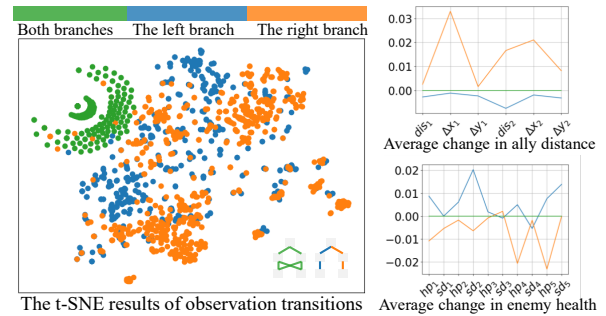 Both branches The left branch The right branch
The t-SNE results of observation transitions
0.03
0.02
0.01
0.00
dis₁ Δx₁ Δy₁ dis₂ Δx₂ Δy₂
Average change in ally distance
0.02
0.01
0.00
−0.01
−0.02
hp₁ sd₁ hp₂ sd₂ hp₃ sd₃ hp₄ sd₄ hp₅ sd₅
Average change in enemy health